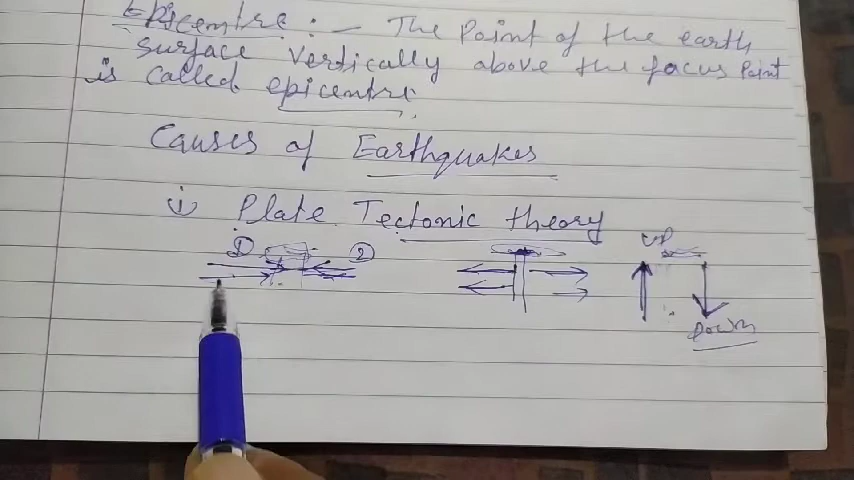 Epicentre :- The Point of the earth
surface vertically above the focus Point
is called epicentre.
Causes of Earthquakes
i) Plate Tectonic theory
① ② UP
Down